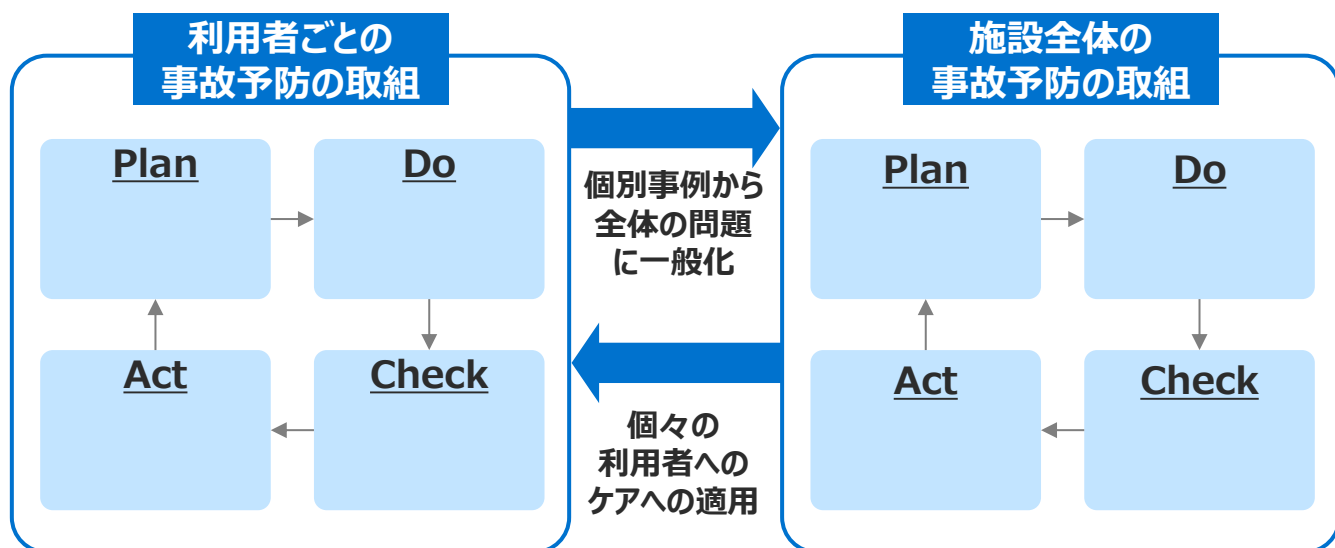 利用者ごとの
事故予防の取組
Plan
Do
Act
Check
個別事例から
全体の問題
に一般化
個々の
利用者への
ケアへの適用
施設全体の
事故予防の取組
Plan
Do
Act
Check